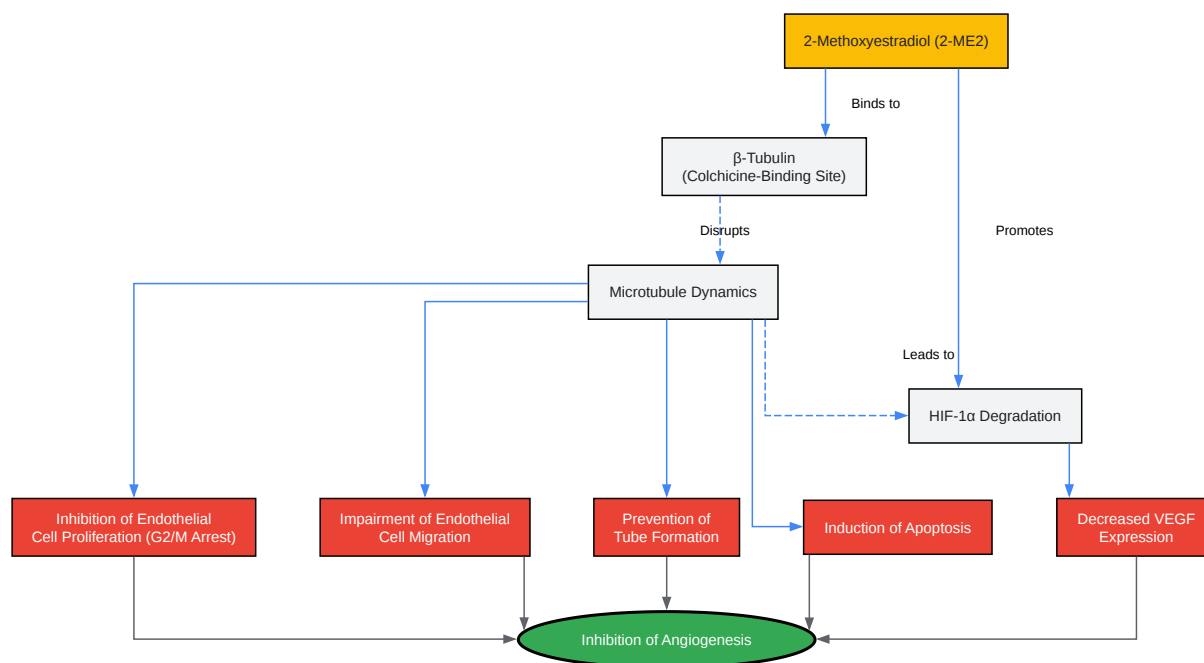 2-Methoxyestradiol (2-ME2)
Binds to
β-Tubulin
(Colchicine-Binding Site)
Disrupts
Promotes
Microtubule Dynamics
Leads to
HIF-1α Degradation
Inhibition of Endothelial
Cell Proliferation (G2/M Arrest)
Impairment of Endothelial
Cell Migration
Prevention of
Tube Formation
Induction of Apoptosis
Decreased VEGF
Expression
Inhibition of Angiogenesis